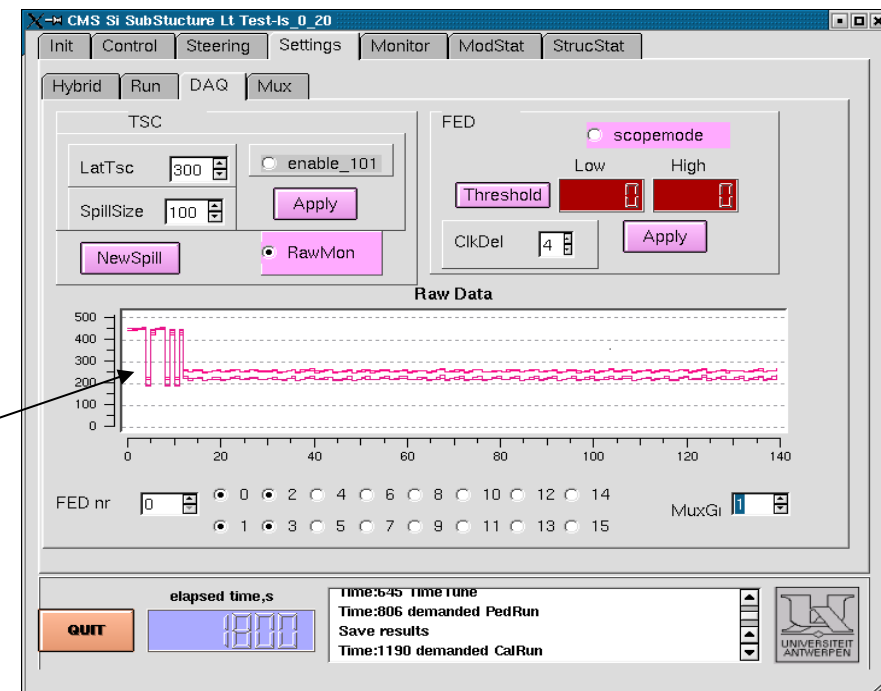 CMS Si SubStucture Lt Test-ls_0_20
Init Control Steering Settings Monitor ModStat StrucStat
Hybrid Run DAQ Mux
TSC
LatTsc 300
enable_101
SpillSize 100
Apply
NewSpill
RawMon
FED
scopemode
Low High
Threshold 0 0
ClkDel 4
Apply
Raw Data
500
400
300
200
100
0
0 20 40 60 80 100 120 140
FED nr 0
0 2 4 6 8 10 12 14
1 3 5 7 9 11 13 15
MuxGr 1
QUIT
elapsed time,s
1800
Time:645 TimeTune
Time:806 demanded PedRun
Save results
Time:1190 demanded CalRun
UNIVERSITEIT
ANTWERPEN